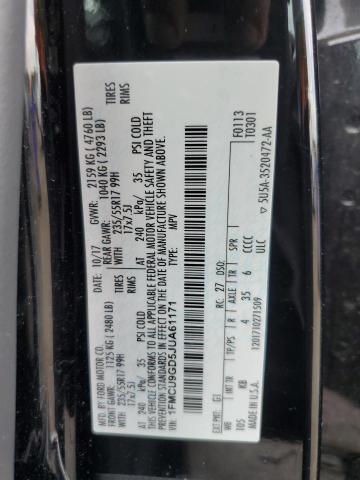 MFD. BY FORD MOTOR CO.
DATE: 10/17 GVWR: 2159 KG ( 4760 LB)
FRONT GAWR: 1125 KG ( 2480 LB) REAR GAWR: 1040 KG ( 2293 LB)
235/55R17 99H TIRES 235/55R17 99H TIRES
17x7.5J RIMS 17x7.5J RIMS
AT 240 kPa/ 35 PSI COLD AT 240 kPa/ 35 PSI COLD
THIS VEHICLE CONFORMS TO ALL APPLICABLE FEDERAL MOTOR VEHICLE SAFETY AND THEFT
PREVENTION STANDARDS IN EFFECT ON THE DATE OF MANUFACTURE SHOWN ABOVE.
VIN: 1FMCU9GD5JUA61171 TYPE: MPV
F0113
T0301
EXT PNT: G1 RC: 27 DSO:
WB INT TR TP/PS R AXLE TR SPR
105 KB 4 35 6 CCCC
MADE IN U.S.A. ULC
1201710271509 5U5A-3520472-AA